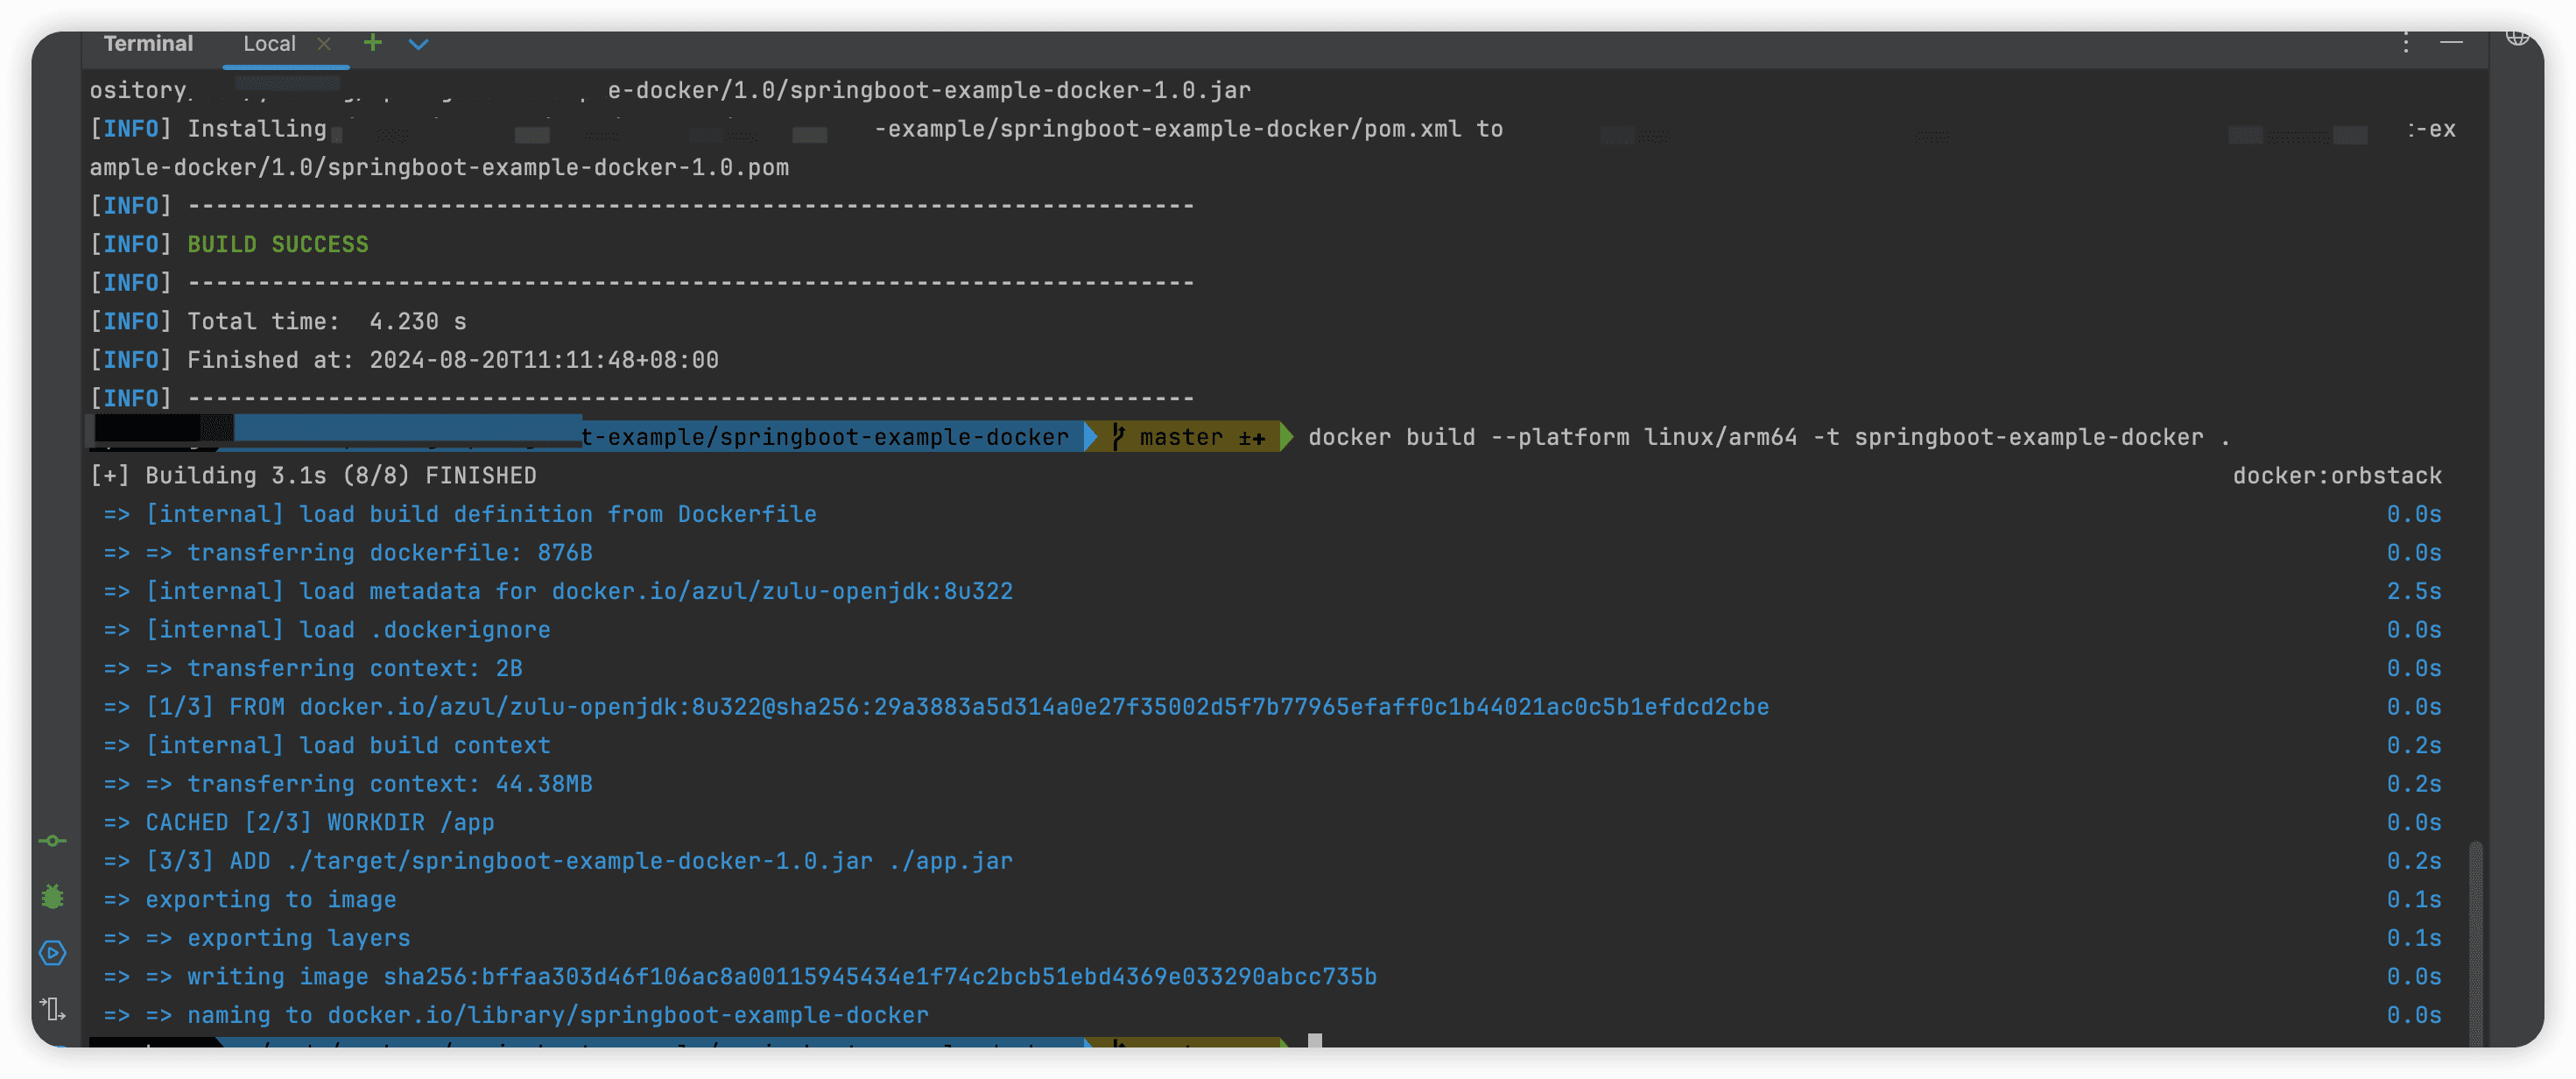 Terminal Local
ository/ e-docker/1.0/springboot-example-docker-1.0.jar
[INFO] Installing -example/springboot-example-docker/pom.xml to :-ex
ample-docker/1.0/springboot-example-docker-1.0.pom
[INFO] ------------------------------------------------------------------------
[INFO] BUILD SUCCESS
[INFO] ------------------------------------------------------------------------
[INFO] Total time:  4.230 s
[INFO] Finished at: 2024-08-20T11:11:48+08:00
[INFO] ------------------------------------------------------------------------
t-example/springboot-example-docker master ±+ docker build --platform linux/arm64 -t springboot-example-docker .
[+] Building 3.1s (8/8) FINISHED docker:orbstack
=> [internal] load build definition from Dockerfile 0.0s
=> => transferring dockerfile: 876B 0.0s
=> [internal] load metadata for docker.io/azul/zulu-openjdk:8u322 2.5s
=> [internal] load .dockerignore 0.0s
=> => transferring context: 2B 0.0s
=> [1/3] FROM docker.io/azul/zulu-openjdk:8u322@sha256:29a3883a5d314a0e27f35002d5f7b77965efaff0c1b44021ac0c5b1efdcd2cbe 0.0s
=> [internal] load build context 0.2s
=> => transferring context: 44.38MB 0.2s
=> CACHED [2/3] WORKDIR /app 0.0s
=> [3/3] ADD ./target/springboot-example-docker-1.0.jar ./app.jar 0.2s
=> exporting to image 0.1s
=> => exporting layers 0.1s
=> => writing image sha256:bffaa303d46f106ac8a00115945434e1f74c2bcb51ebd4369e033290abcc735b 0.0s
=> => naming to docker.io/library/springboot-example-docker 0.0s